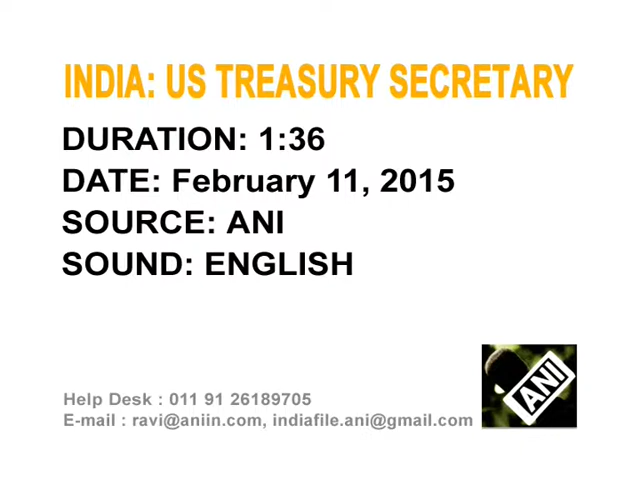 INDIA: US TREASURY SECRETARY
DURATION: 1:36
DATE: February 11, 2015
SOURCE: ANI
SOUND: ENGLISH
Help Desk : 011 91 26189705
E-mail : ravi@aniin.com, indiafile.ani@gmail.com
ANI